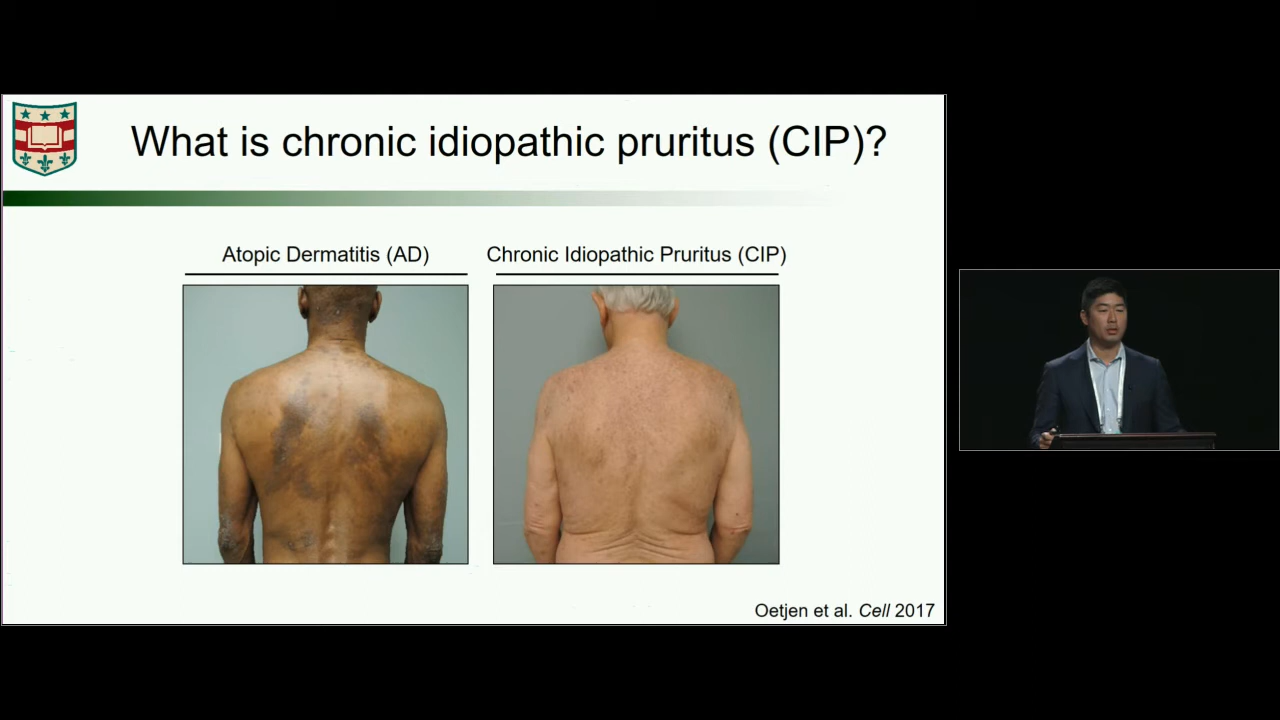 What is chronic idiopathic pruritus (CIP)?
Atopic Dermatitis (AD)
Chronic Idiopathic Pruritus (CIP)
Oetjen et al. Cell 2017